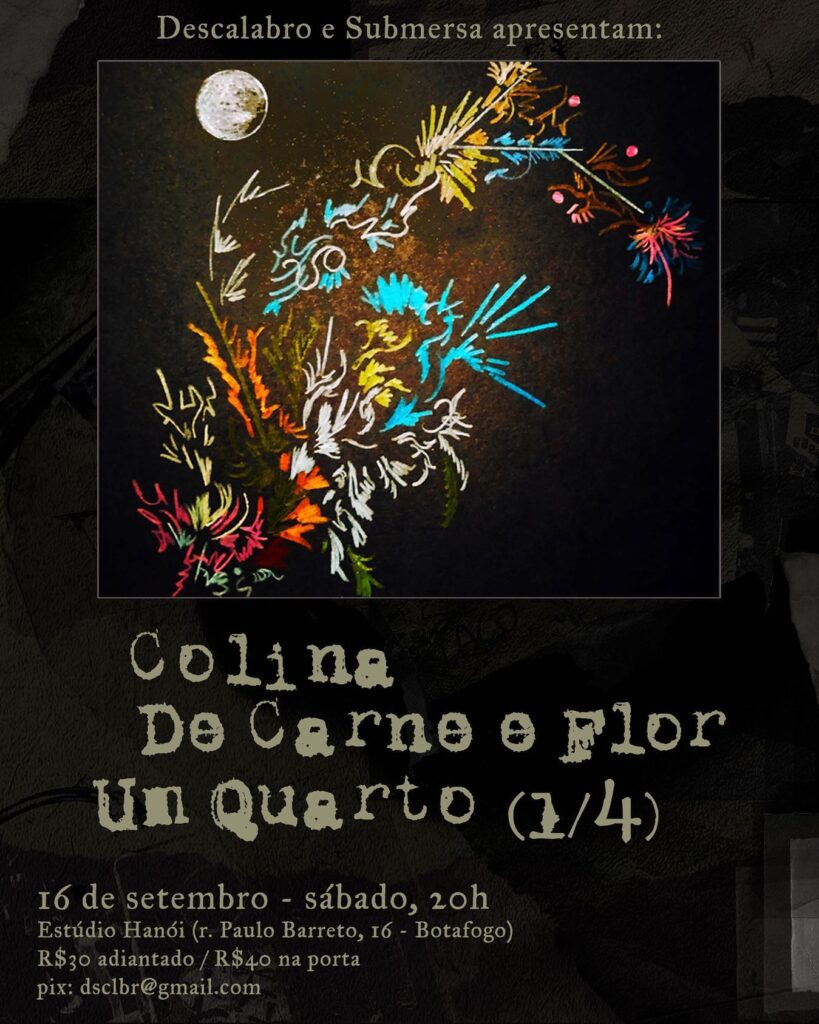 Descalabro e Submersa apresentam:
Colina
De Carne e Flor
Um Quarto (1/4)
16 de setembro - sábado, 20h
Estúdio Hanói (r. Paulo Barreto, 16 - Botafogo)
R$30 adiantado / R$40 na porta
pix: dsclbr@gmail.com